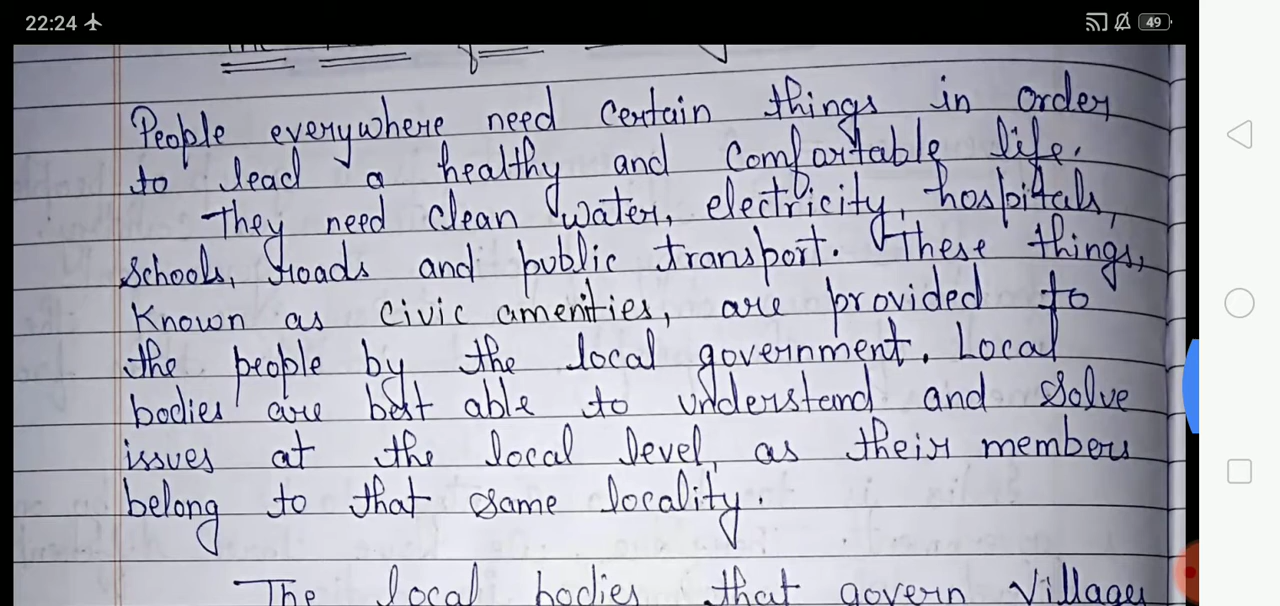 22:24
49
People everywhere need certain things in order
to lead a healthy and comfortable life.
They need clean water, electricity, hospitals,
schools, roads and public transport. These things,
known as civic amenities, are provided to
the people by the local government. Local
bodies are best able to understand and solve
issues at the local level, as their members
belong to that same locality.
The local bodies that govern villages